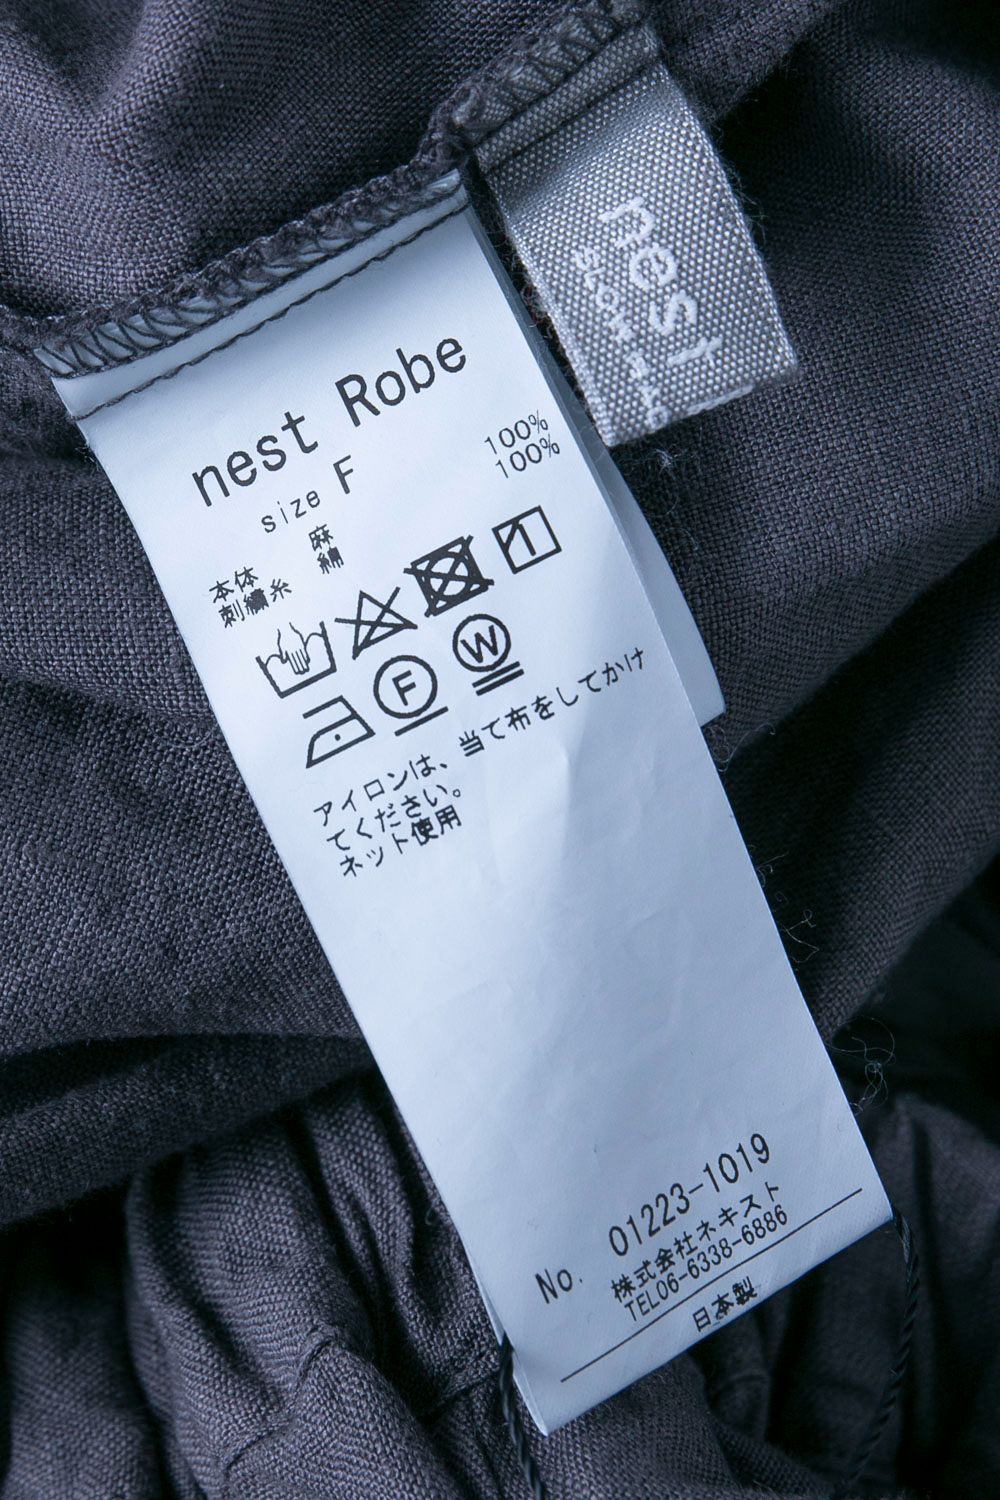 nest Robe
size F
本体 麻 100%
刺繍糸 綿 100%
1
F W
アイロンは、当て布をしてかけ
てください。
ネット使用
No. 01223-1019
株式会社ネキスト
TEL06-6338-6886
日本製
nest